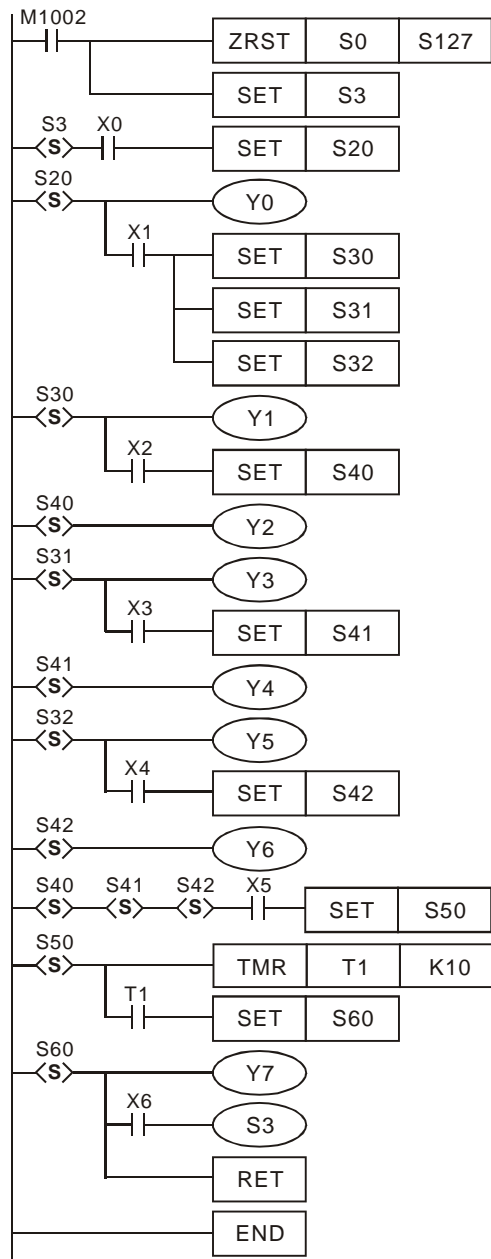 M1002
ZRST S0 S127
SET S3
S3 X0
S SET S20
S20
S Y0
X1
SET S30
SET S31
SET S32
S30
S Y1
X2
SET S40
S40
S Y2
S31
S Y3
X3
SET S41
S41
S Y4
S32
S Y5
X4
SET S42
S42
S Y6
S40 S41 S42 X5
S S S SET S50
S50
S TMR T1 K10
T1
SET S60
S60
S Y7
X6
S3
RET
END